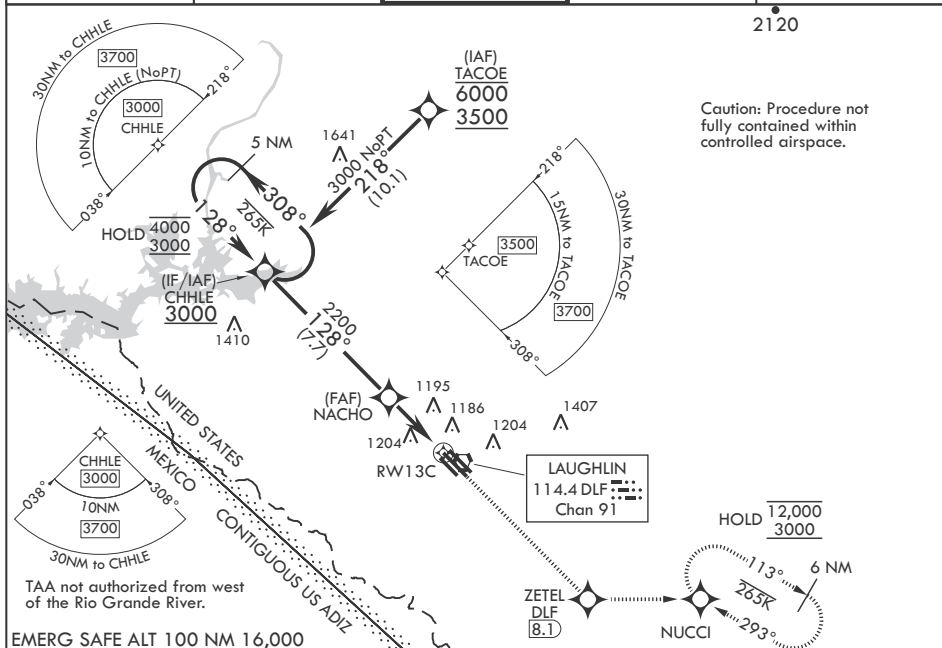 2120
30NM to CHHLE
3700
10NM to CHHLE (NoPT)
3000
CHHLE
218°
038°
(IAF)
TACOE
6000
3500
Caution: Procedure not
fully contained within
controlled airspace.
1641
5 NM
3000 NoPT
218°
(10.1)
308°
265K
128°
HOLD 4000
3000
(IF/IAF)
CHHLE
3000
1410
218°
3500
TACOE
15NM to TACOE
30NM to TACOE
3700
308°
2200
128°
(7.7)
(FAF)
NACHO
1195
1186
1204
1204
1407
RW13C
LAUGHLIN
114.4 DLF
Chan 91
UNITED STATES
MEXICO
CONTIGUOUS US ADIZ
CHHLE
3000
038°
308°
10NM
3700
30NM to CHHLE
TAA not authorized from west
of the Rio Grande River.
HOLD 12,000
3000
113°
6 NM
265K
293°
ZETEL
DLF
8.1
NUCCI
EMERG SAFE ALT 100 NM 16,000